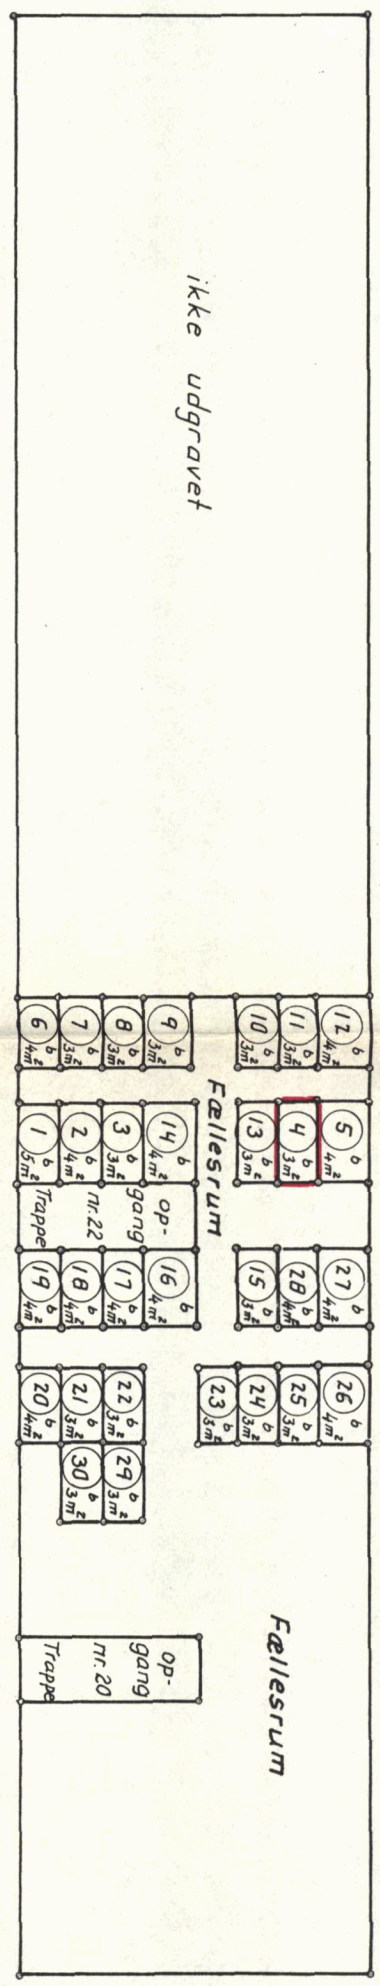 12 b 4m² 5 b 4m² 27 b 4m² 26 b 4m²
11 b 3m² 4 b 3m² 28 b 4m² 25 b 3m²
Fællesrum
10 b 3m² 13 b 3m² 15 b 3m² 24 b 3m²
Fællesrum
23 b 3m²
ikke udgravet
9 b 3m² 14 b 4m² op- 16 b 4m² op-
8 b 3m² 3 b 3m² gang 17 b 4m² 22 b 3m² 29 b 3m² gang
7 b 3m² 2 b 4m² nr.22 18 b 4m² 21 b 3m² 30 b 3m² nr.20
6 b 4m² 1 b 5m² Trappe 19 b 4m² 20 b 4m² Trappe